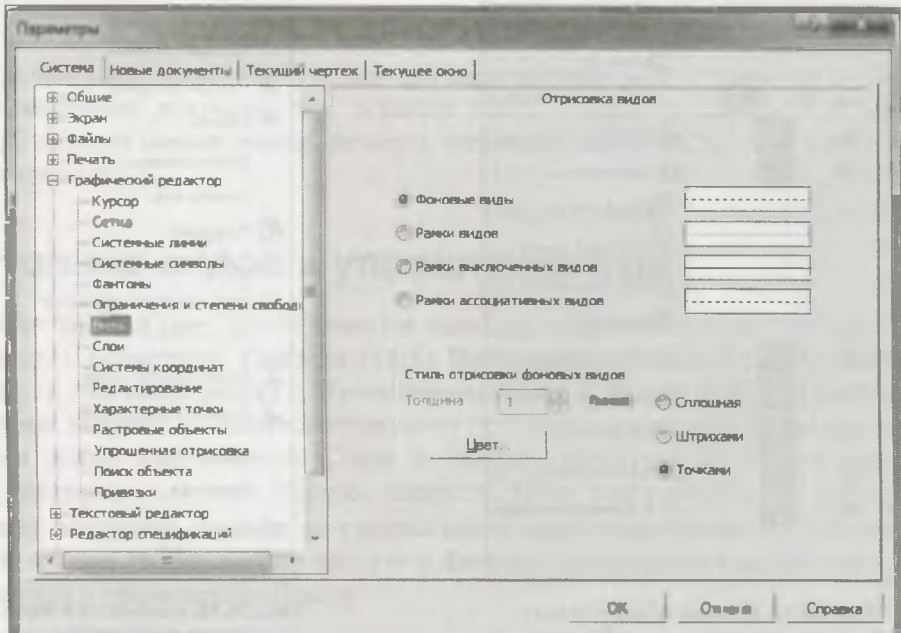 Параметры
Система Новые документы Текущий чертеж Текущее окно
Общие
Экран
Файлы
Печать
Графический редактор
Курсор
Сетка
Системные линии
Системные символы
Фантомы
Ограничения и степени свободы
Слои
Системы координат
Редактирование
Характерные точки
Растровые объекты
Упрощенная отрисовка
Поиск объекта
Привязки
Текстовый редактор
Редактор спецификаций
Отрисовка видов
Фоновые виды
Рамки видов
Рамки выключенных видов
Рамки ассоциативных видов
Стиль отрисовки фоновых видов
Толщина 1 Сплошная
Штрихами
Цвет...
Точками
OK Отмена Справка